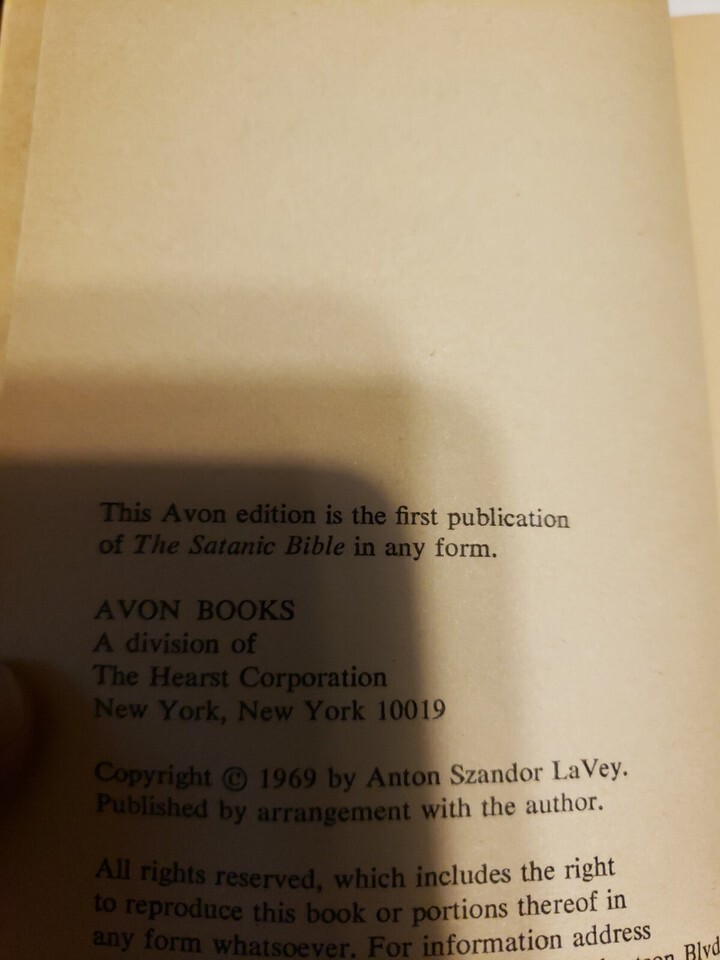 This Avon edition is the first publication
of The Satanic Bible in any form.
AVON BOOKS
A division of
The Hearst Corporation
New York, New York 10019
Copyright © 1969 by Anton Szandor LaVey.
Published by arrangement with the author.
All rights reserved, which includes the right
to reproduce this book or portions thereof in
any form whatsoever. For information address
Blvd